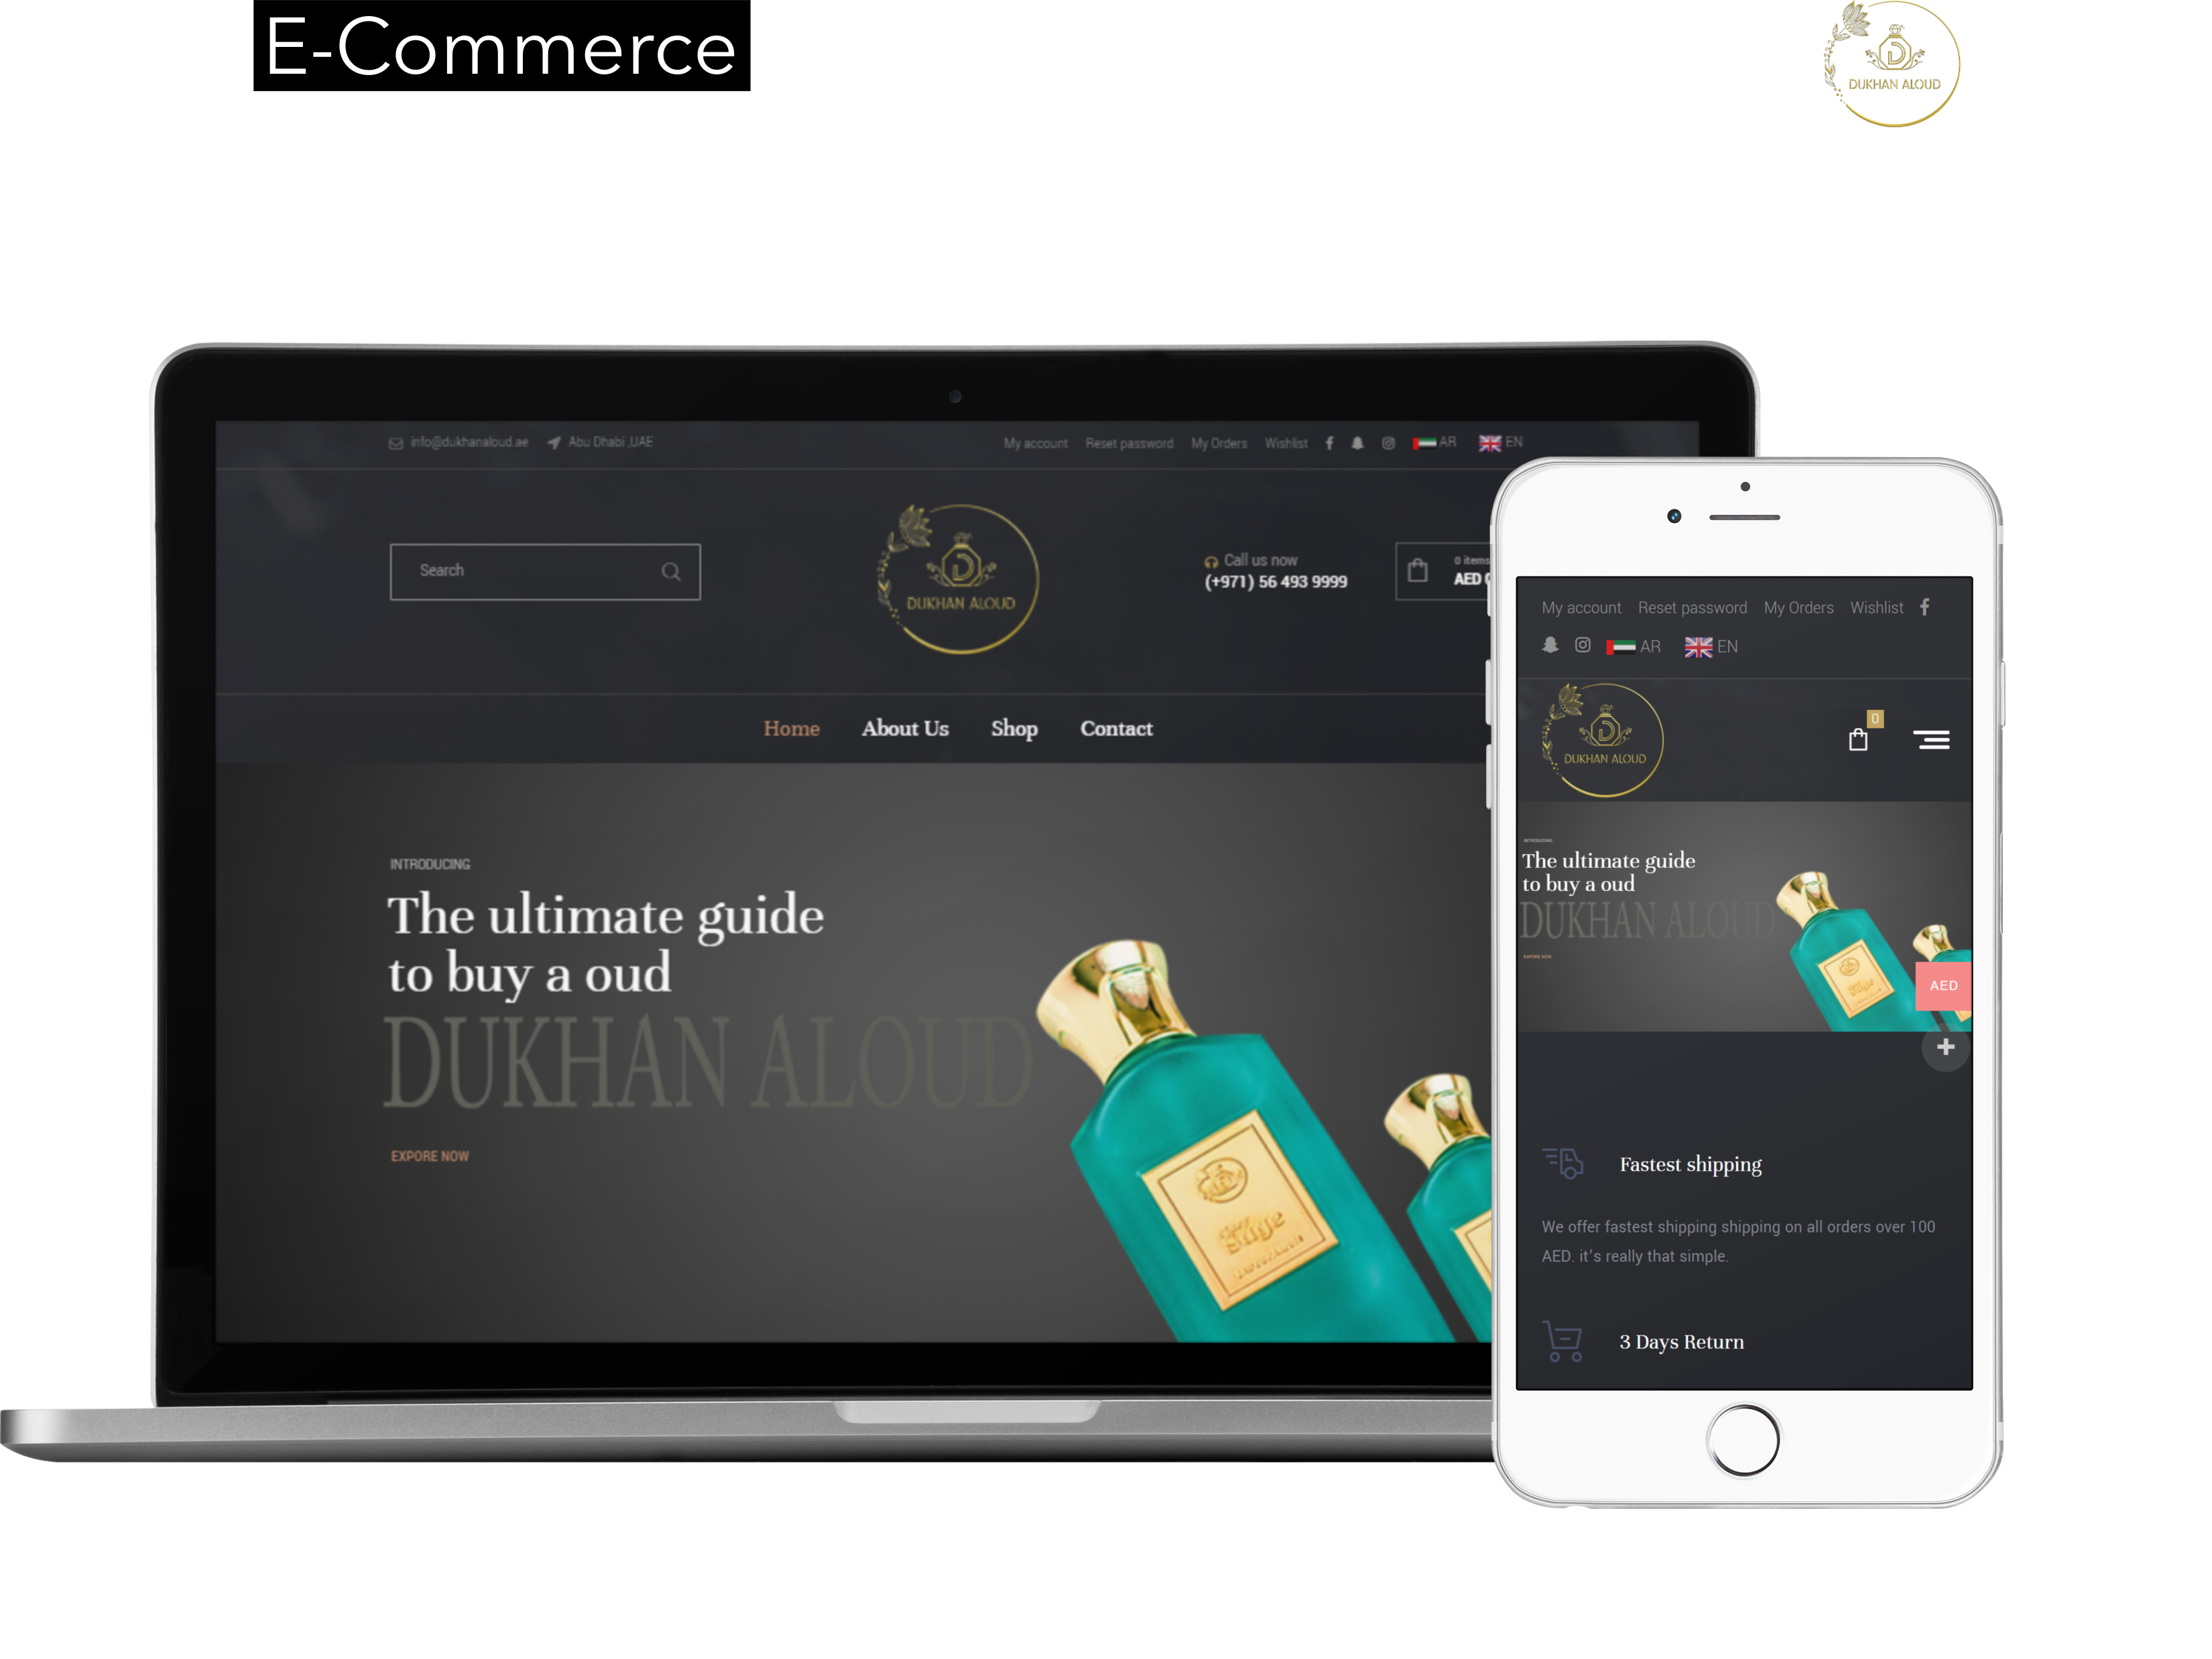 E-Commerce
DUKHAN ALOUD
info@dukhanaloud.ae Abu Dhabi ,UAE My account Reset password My Orders Wishlist AR EN
Search
DUKHAN ALOUD
Call us now
(+971) 56 493 9999
0 items
AED
Home About Us Shop Contact
INTRODUCING
The ultimate guide
to buy a oud
DUKHAN ALOUD
EXPORE NOW
My account Reset password My Orders Wishlist
AR EN
DUKHAN ALOUD
0
INTRODUCING
The ultimate guide
to buy a oud
DUKHAN ALOUD
EXPORE NOW
AED
Fastest shipping
We offer fastest shipping shipping on all orders over 100
AED. it's really that simple.
3 Days Return